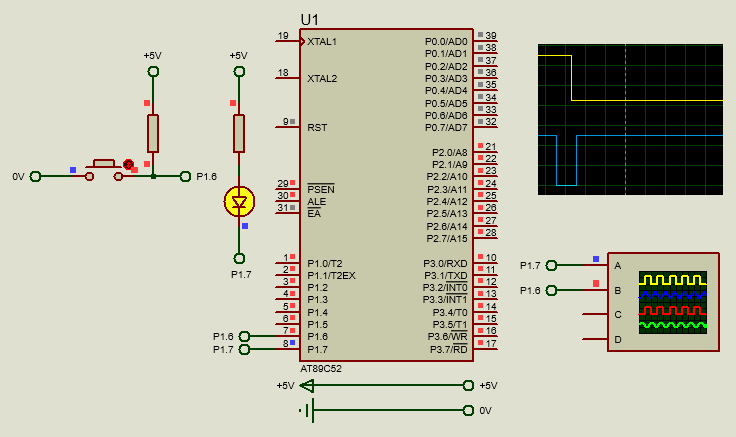 U1
19 XTAL1 P0.0/AD0 39
P0.1/AD1 38
P0.2/AD2 37
18 XTAL2 P0.3/AD3 36
P0.4/AD4 35
P0.5/AD5 34
P0.6/AD6 33
9 RST P0.7/AD7 32
P2.0/A8 21
P2.1/A9 22
P2.2/A10 23
29 PSEN P2.3/A11 24
30 ALE P2.4/A12 25
31 EA P2.5/A13 26
P2.6/A14 27
P2.7/A15 28
1 P1.0/T2 P3.0/RXD 10
2 P1.1/T2EX P3.1/TXD 11
3 P1.2 P3.2/INT0 12
4 P1.3 P3.3/INT1 13
5 P1.4 P3.4/T0 14
6 P1.5 P3.5/T1 15
7 P1.6 P3.6/WR 16
8 P1.7 P3.7/RD 17
AT89C52
+5V
+5V
0V
P1.6
P1.7
P1.6
P1.7
+5V
+5V
0V
P1.7
P1.6
A
B
C
D